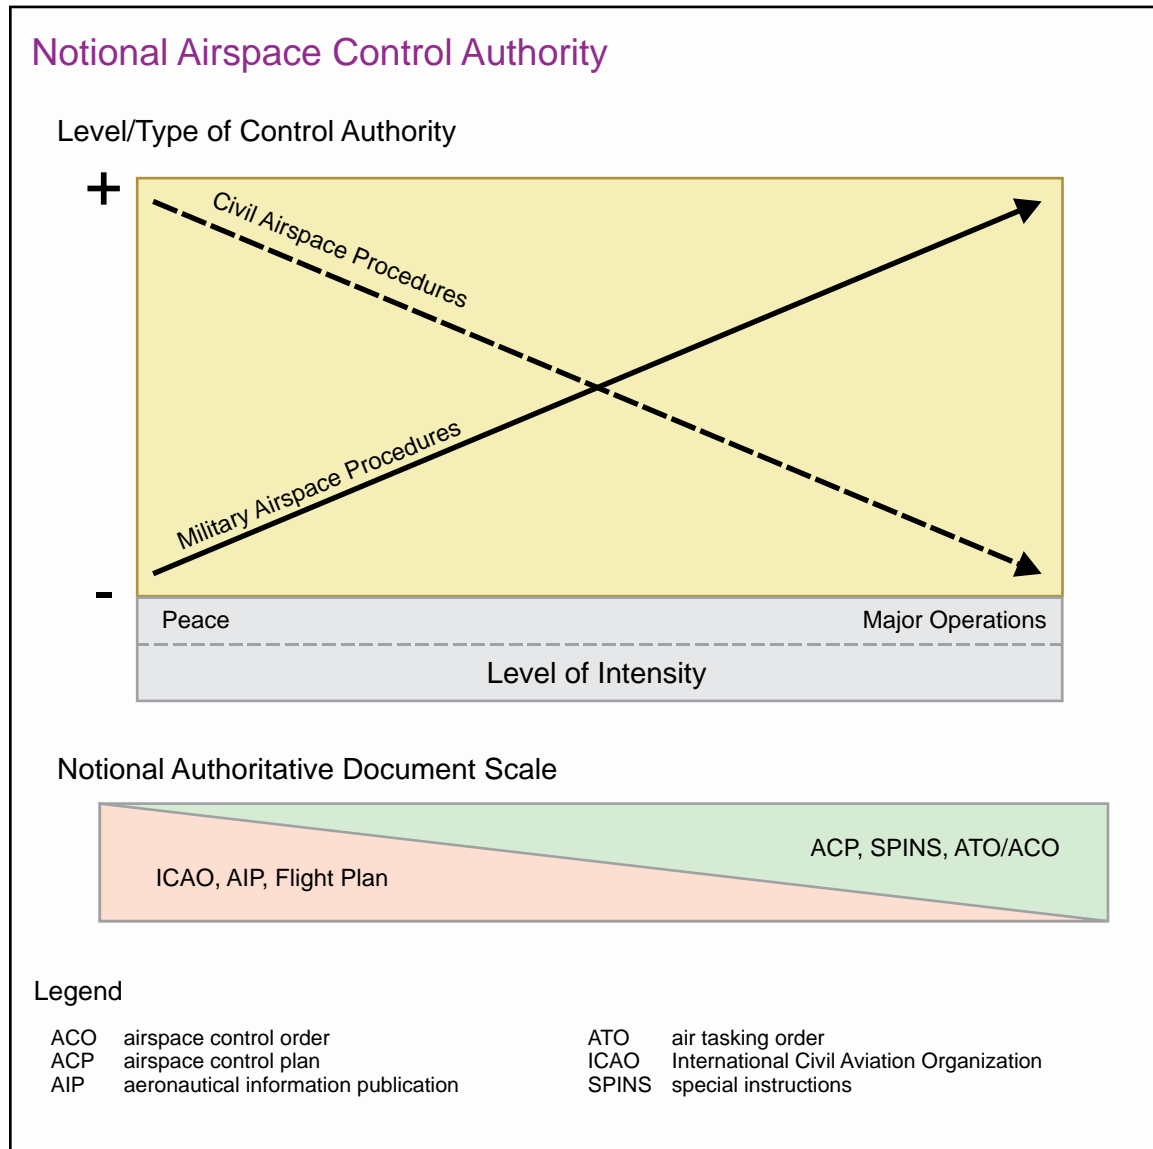 Notional Airspace Control Authority
Level/Type of Control Authority
+
Civil Airspace Procedures
Military Airspace Procedures
-
Peace
Major Operations
Level of Intensity
Notional Authoritative Document Scale
ACP, SPINS, ATO/ACO
ICAO, AIP, Flight Plan
Legend
ACO airspace control order
ACP airspace control plan
AIP aeronautical information publication
ATO air tasking order
ICAO International Civil Aviation Organization
SPINS special instructions